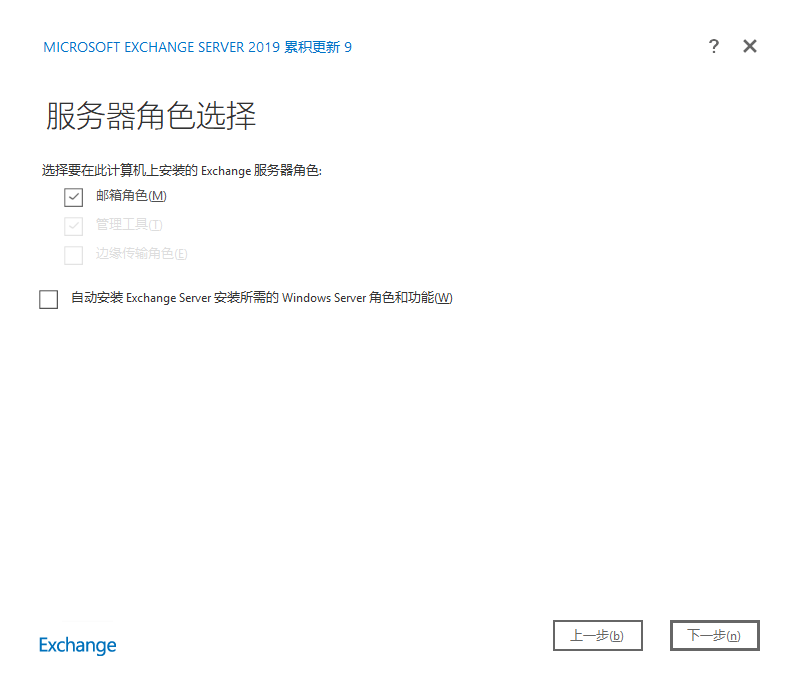 MICROSOFT EXCHANGE SERVER 2019 累积更新 9
?
服务器角色选择
选择要在此计算机上安装的 Exchange 服务器角色:
邮箱角色(M)
管理工具(T)
边缘传输角色(E)
自动安装 Exchange Server 安装所需的 Windows Server 角色和功能(W)
Exchange
上一步(b)
下一步(n)